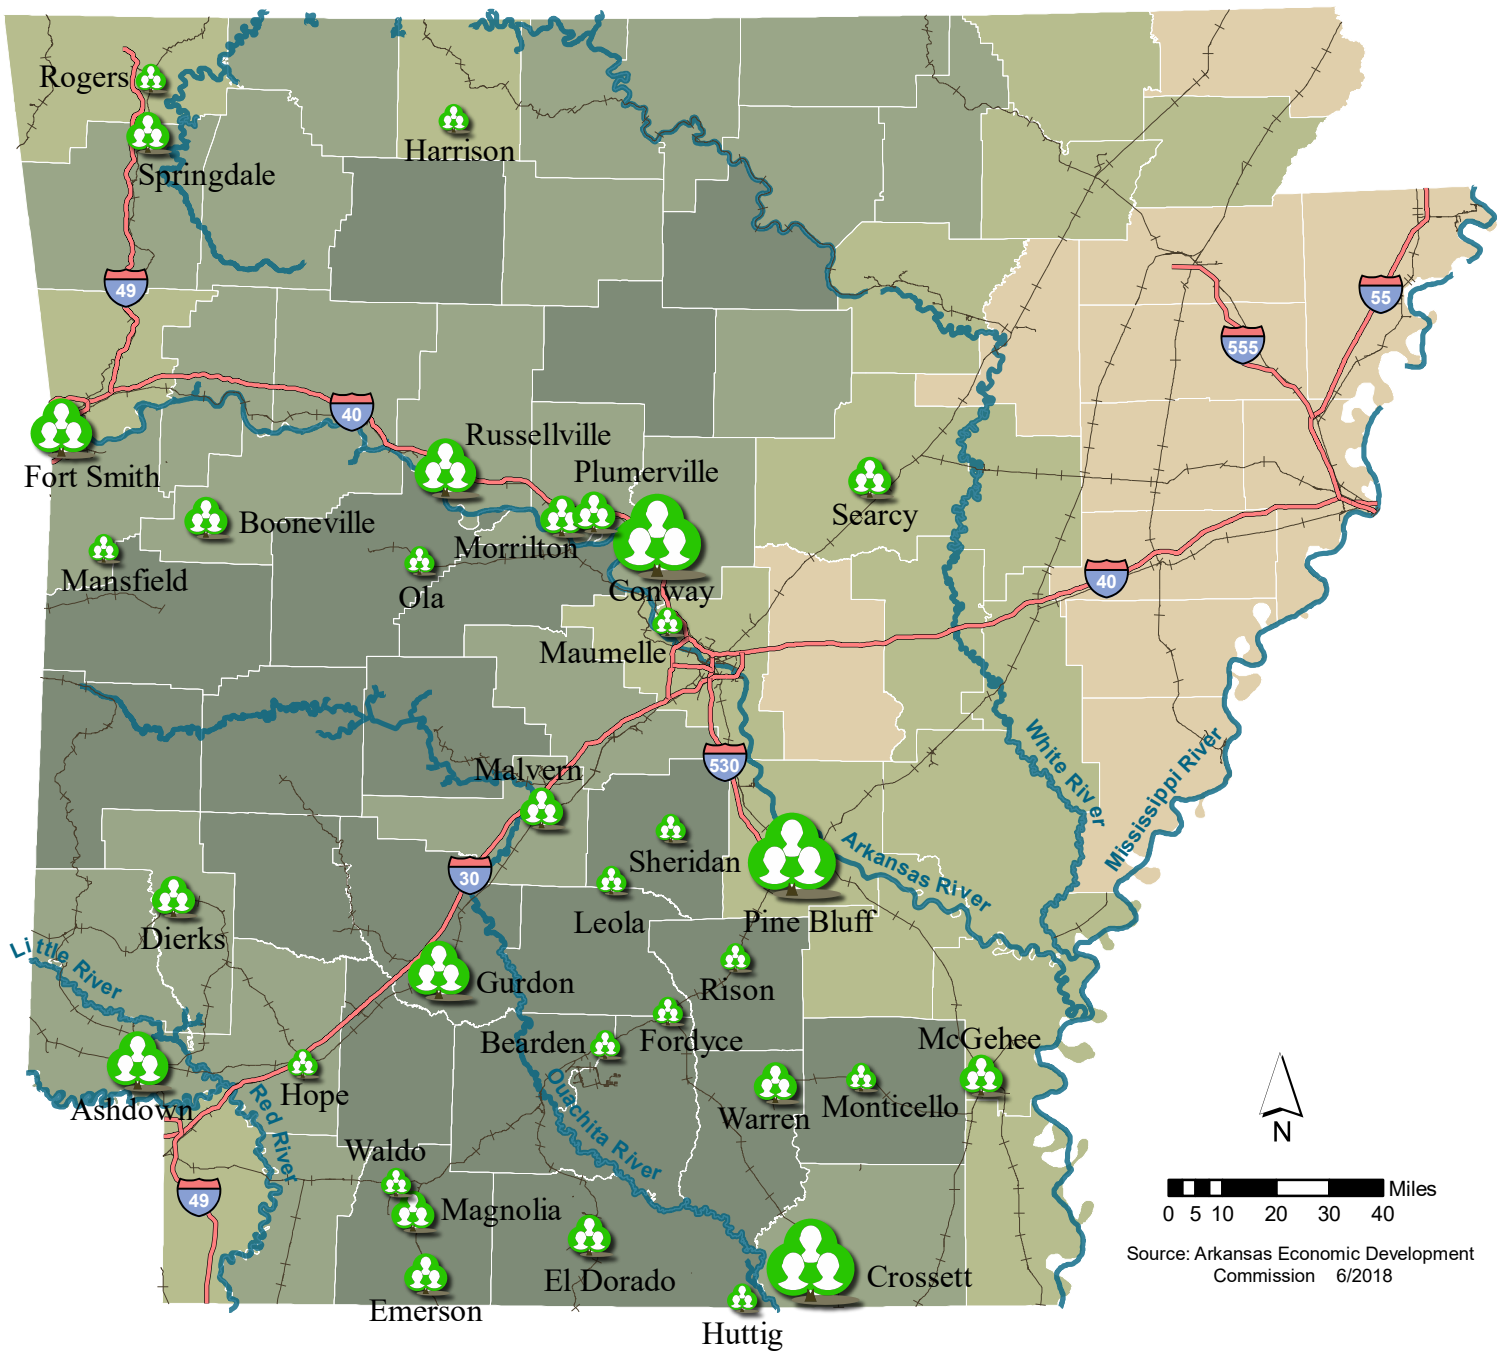 Rogers
Harrison
Springdale
49
55
555
40
Russellville
Plumerville
Fort Smith
Booneville
Searcy
Morrilton
Mansfield
Ola
Conway
40
Maumelle
White River
Mississippi River
Malvern
530
Sheridan
Arkansas River
30
Leola
Pine Bluff
Dierks
Little River
Gurdon
Rison
Bearden
Fordyce
McGehee
Hope
Ashdown
Red River
Ouachita River
Warren
Monticello
N
Waldo
49
Magnolia
Miles
0 5 10 20 30 40
El Dorado
Crossett
Emerson
Huttig
Source: Arkansas Economic Development
Commission 6/2018